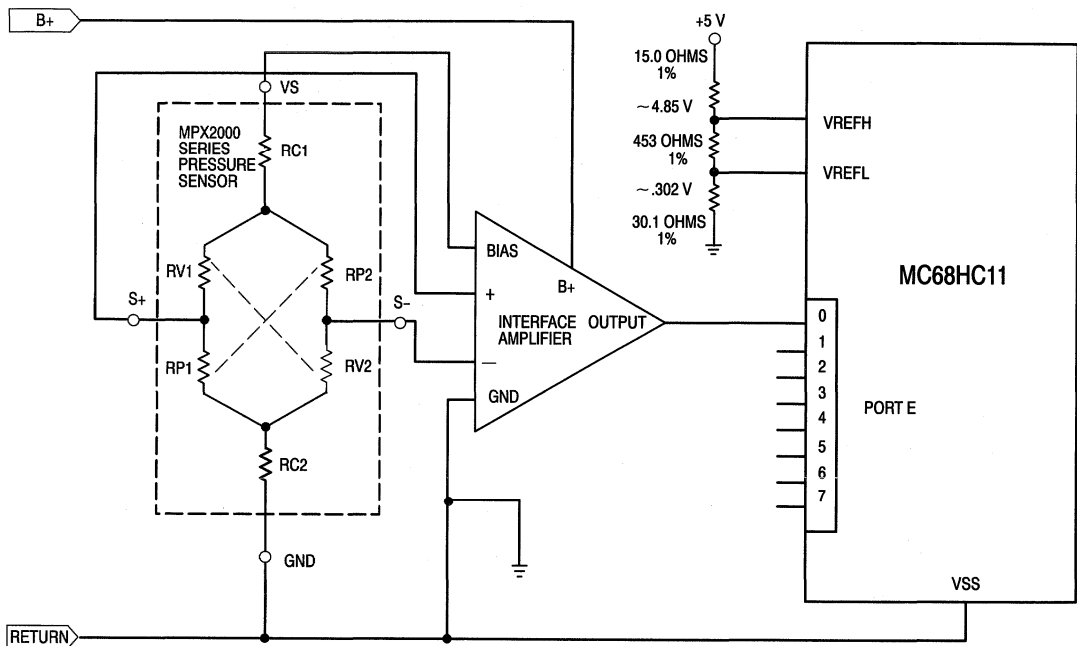 B+
+5 V
15.0 OHMS
1%
~4.85 V
453 OHMS
1%
~.302 V
30.1 OHMS
1%
VS
MPX2000
SERIES
PRESSURE
SENSOR
RC1
RV1
RP2
S+
S–
RP1
RV2
RC2
GND
BIAS
B+
+
INTERFACE
AMPLIFIER
OUTPUT
—
GND
VREFH
VREFL
MC68HC11
0
1
2
3
4
5
6
7
PORT E
VSS
RETURN